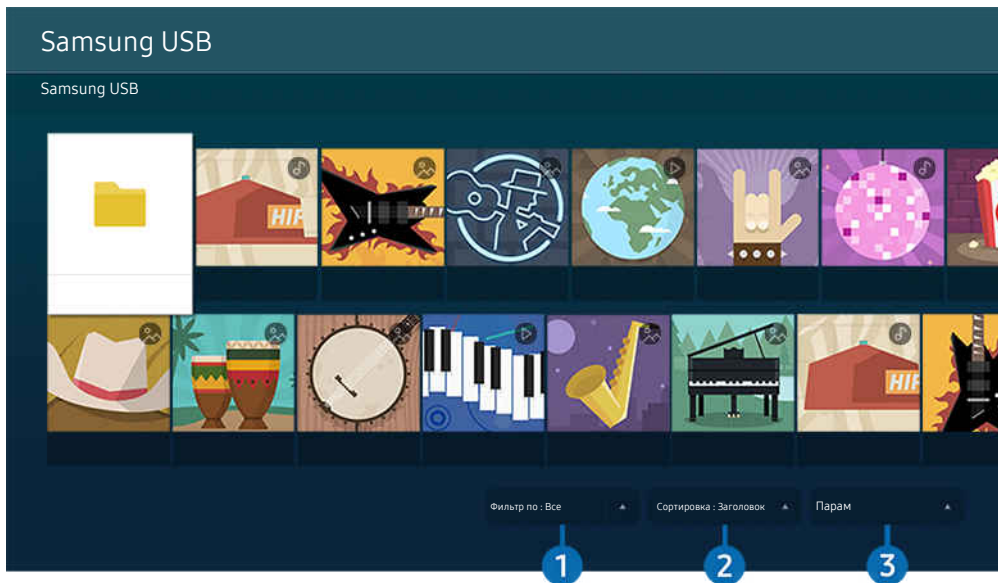 Samsung USB
Samsung USB
HIF
HIF
Фильтр по : Все
Сортировка : Заголовок
Парам
1
2
3